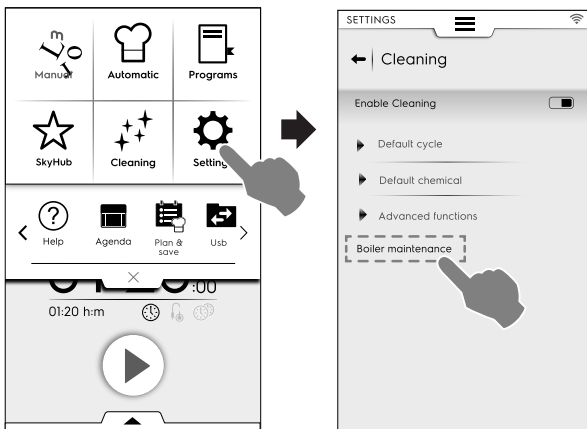 Manual
Automatic
Programs
SkyHub
Cleaning
Setting
Help
Agenda
Plan &
save
Usb
:00
01:20 h:m
SETTINGS
Cleaning
Enable Cleaning
Default cycle
Default chemical
Advanced functions
Boiler maintenance